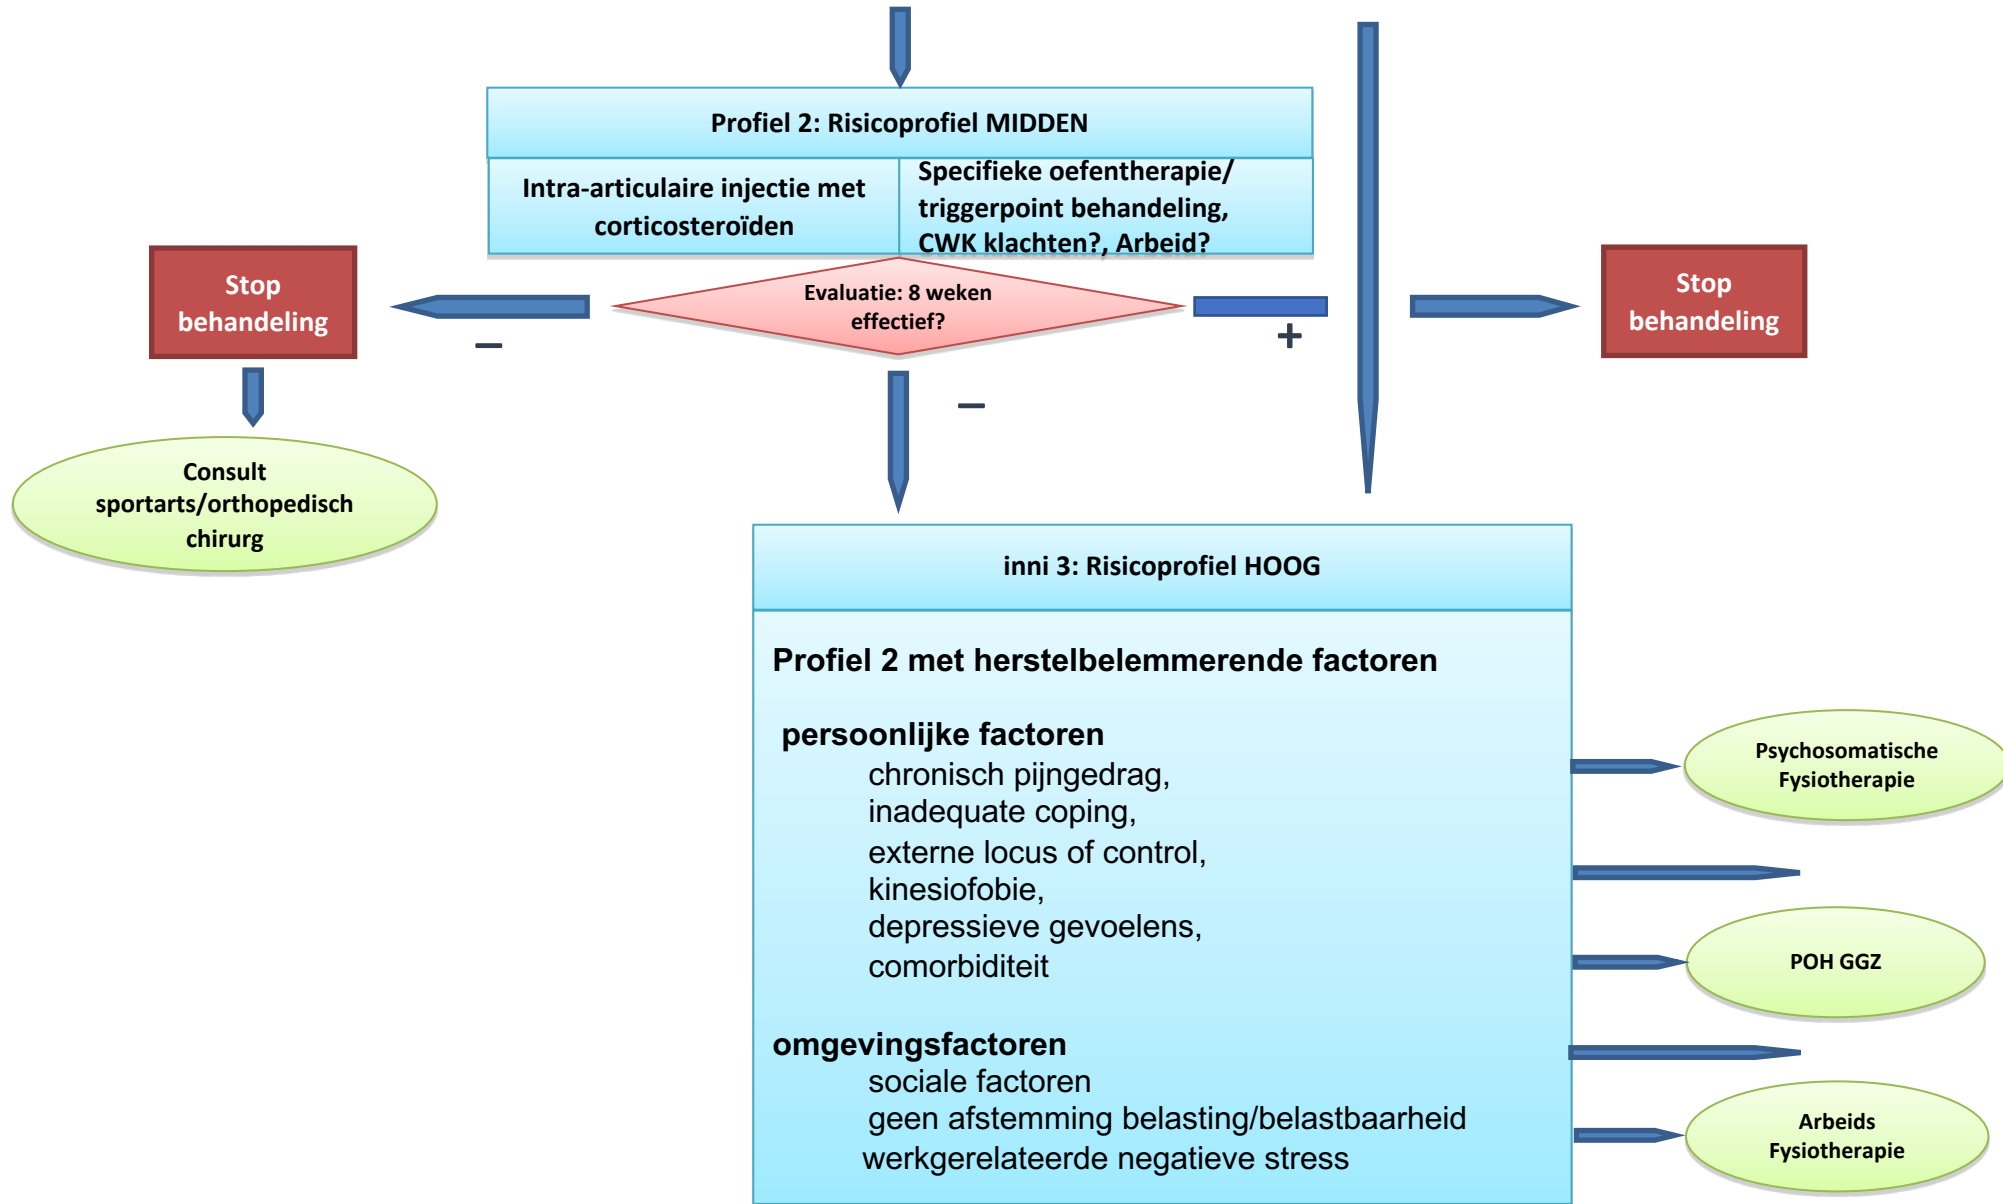 Profiel 2: Risicoprofiel MIDDEN
Intra-articulaire injectie met
corticosteroïden
Specifieke oefentherapie/
triggerpoint behandeling,
CWK klachten?, Arbeid?
Stop
behandeling
Evaluatie: 8 weken
effectief?
Stop
behandeling
–
+
–
Consult
sportarts/orthopedisch
chirurg
inni 3: Risicoprofiel HOOG
Profiel 2 met herstelbelemmerende factoren
persoonlijke factoren
chronisch pijngedrag,
inadequate coping,
externe locus of control,
kinesiofobie,
depressieve gevoelens,
comorbiditeit
omgevingsfactoren
sociale factoren
geen afstemming belasting/belastbaarheid
werkgerelateerde negatieve stress
Psychosomatische
Fysiotherapie
POH GGZ
Arbeids
Fysiotherapie